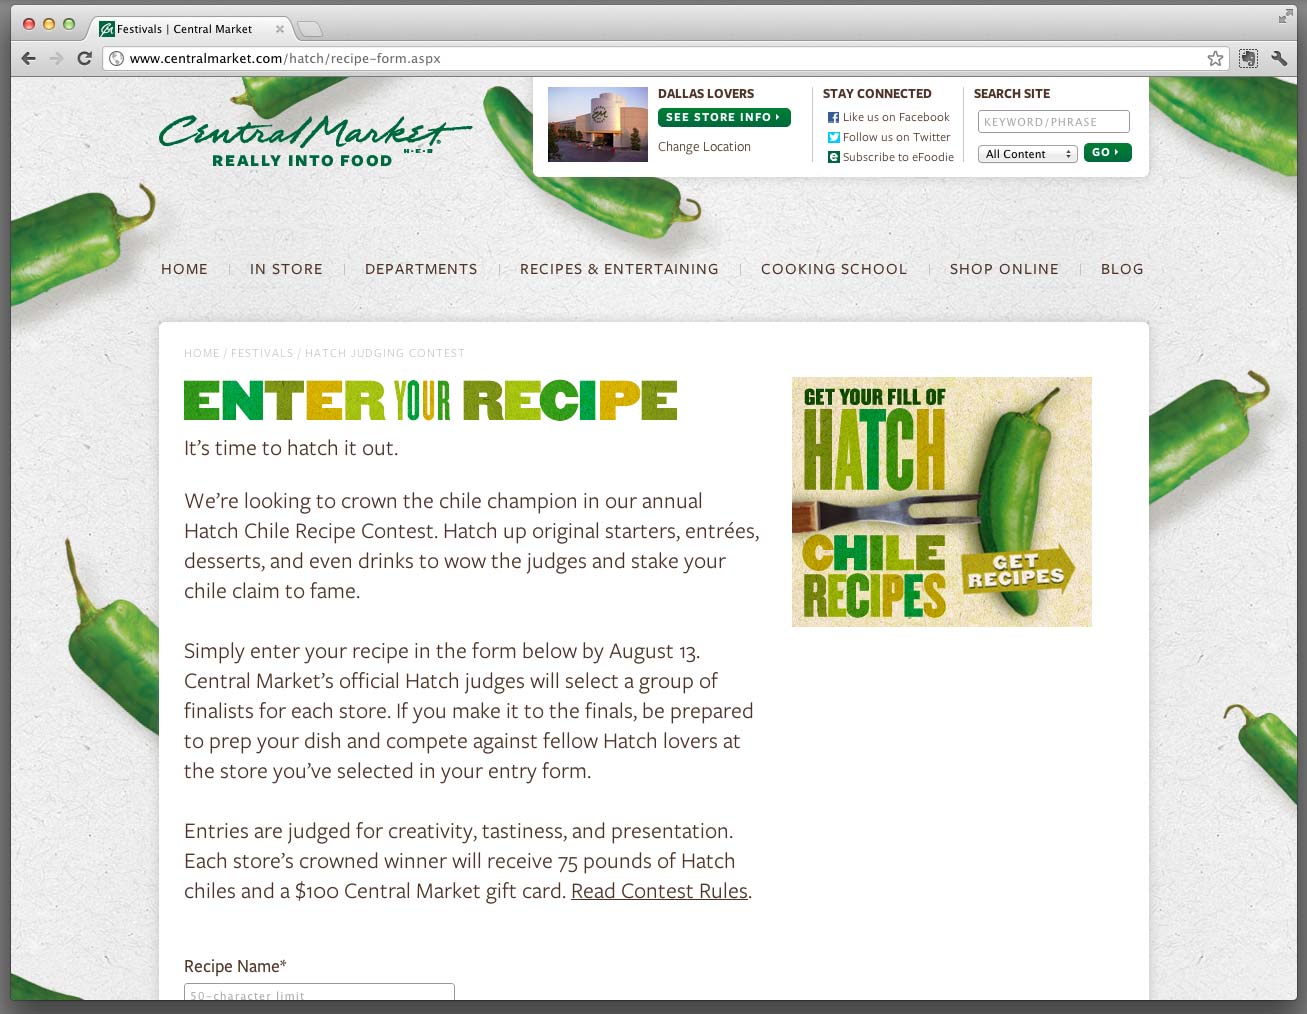 Festivals | Central Market
www.centralmarket.com/hatch/recipe-form.aspx
Central Market
H-E-B
REALLY INTO FOOD
DALLAS LOVERS
SEE STORE INFO
Change Location
STAY CONNECTED
Like us on Facebook
Follow us on Twitter
Subscribe to eFoodie
SEARCH SITE
KEYWORD/PHRASE
All Content
GO
HOME
IN STORE
DEPARTMENTS
RECIPES & ENTERTAINING
COOKING SCHOOL
SHOP ONLINE
BLOG
HOME / FESTIVALS / HATCH JUDGING CONTEST
ENTER YOUR RECIPE
It's time to hatch it out.
We're looking to crown the chile champion in our annual
Hatch Chile Recipe Contest. Hatch up original starters, entrées,
desserts, and even drinks to wow the judges and stake your
chile claim to fame.
Simply enter your recipe in the form below by August 13.
Central Market's official Hatch judges will select a group of
finalists for each store. If you make it to the finals, be prepared
to prep your dish and compete against fellow Hatch lovers at
the store you've selected in your entry form.
Entries are judged for creativity, tastiness, and presentation.
Each store's crowned winner will receive 75 pounds of Hatch
chiles and a $100 Central Market gift card. Read Contest Rules.
Recipe Name*
50-character limit
GET YOUR FILL OF
HATCH
CHILE
RECIPES
GET
RECIPES